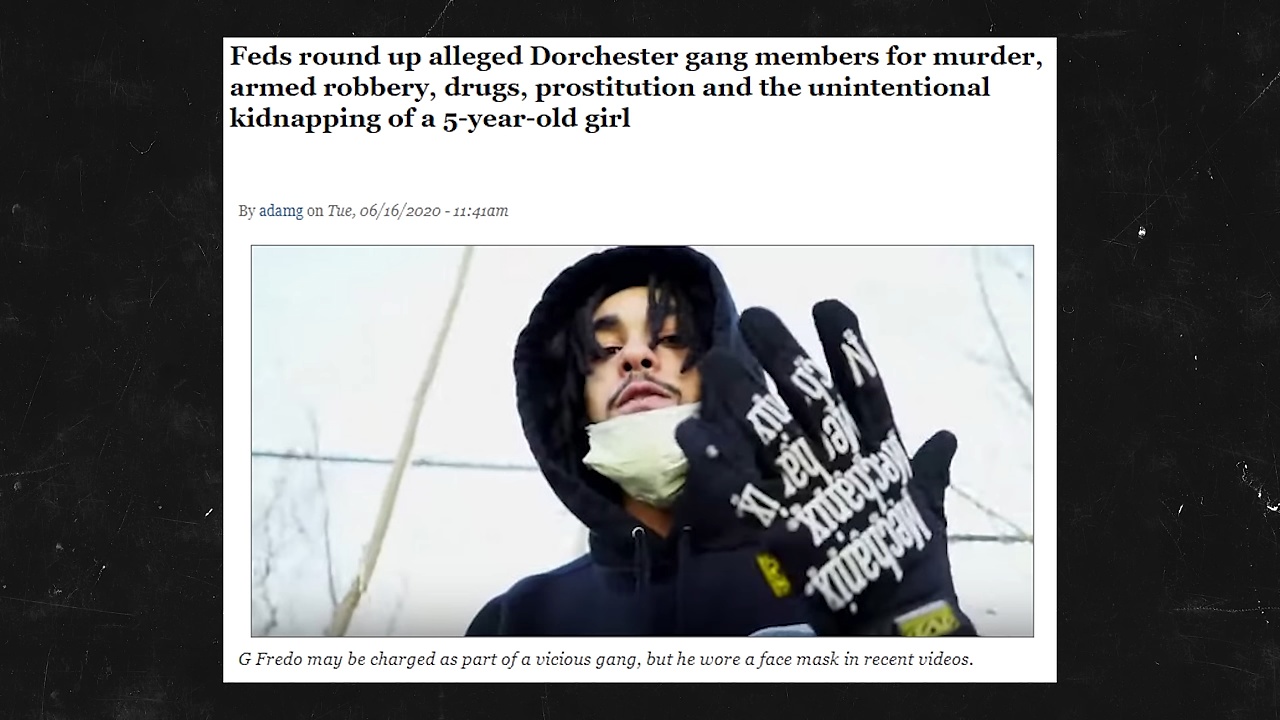 Feds round up alleged Dorchester gang members for murder,
armed robbery, drugs, prostitution and the unintentional
kidnapping of a 5-year-old girl
By adamg on Tue, 06/16/2020 - 11:41am
Mechanix
Mechanix
G Fredo may be charged as part of a vicious gang, but he wore a face mask in recent videos.